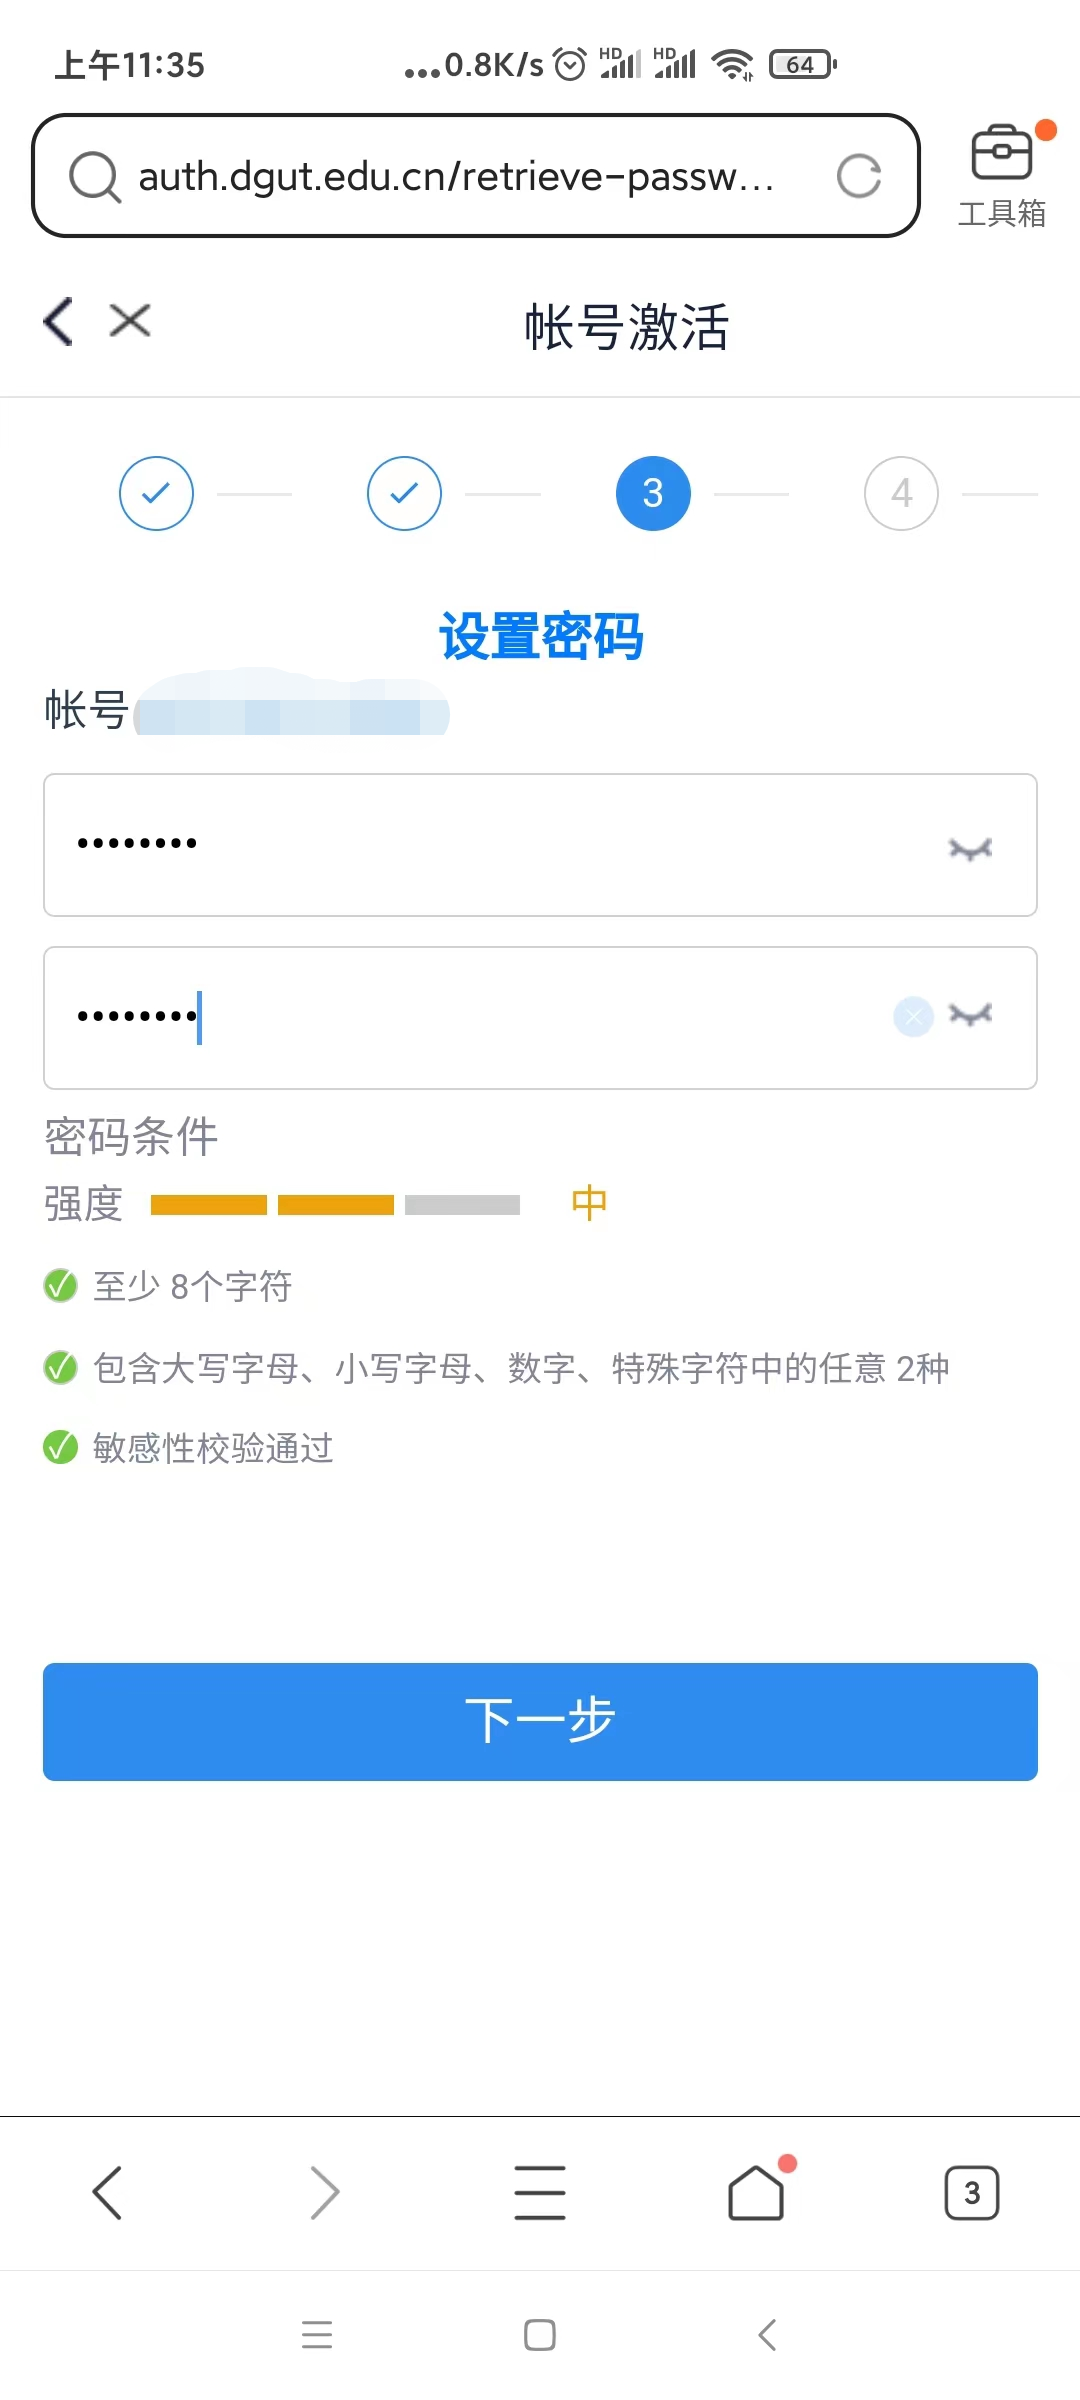 上午11:35
...0.8K/s HD HD 64
auth.dgut.edu.cn/retrieve-passw...
工具箱
帐号激活
3
4
设置密码
帐号
••••••••
••••••••
密码条件
强度 中
至少 8个字符
包含大写字母、小写字母、数字、特殊字符中的任意 2种
敏感性校验通过
下一步
3